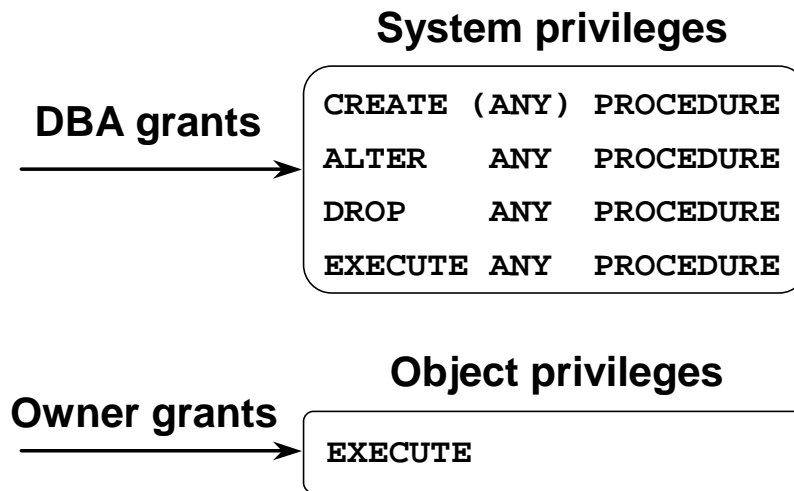 System privileges
DBA grants
CREATE (ANY) PROCEDURE
ALTER ANY PROCEDURE
DROP ANY PROCEDURE
EXECUTE ANY PROCEDURE
Object privileges
Owner grants
EXECUTE